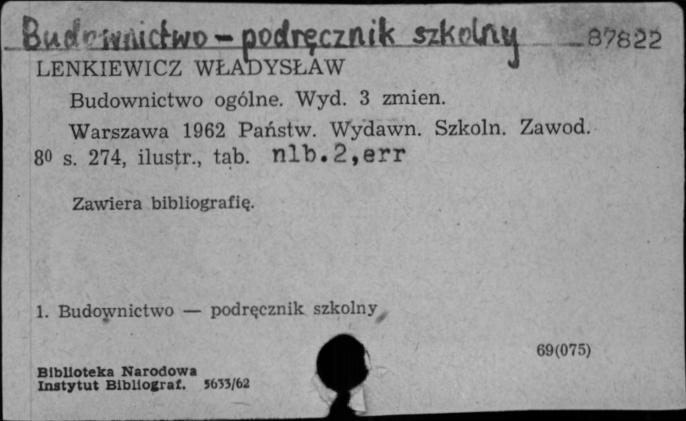 Budownictwo - podręcznik szkolny 87822
LENKIEWICZ WŁADYSŁAW
Budownictwo ogólne. Wyd. 3 zmien.
Warszawa 1962 Państw. Wydawn. Szkoln. Zawod.
8⁰ s. 274, ilustr., tab. nlb.2,err
Zawiera bibliografię.
1. Budownictwo — podręcznik szkolny
69(075)
Biblioteka Narodowa
Instytut Bibliograf. 5633/62